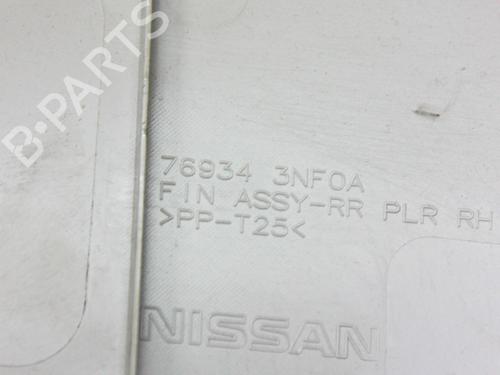 B-PARTS
76934 3NF0A
FIN ASSY-RR PLR RH
>PP-T25<
NISSAN